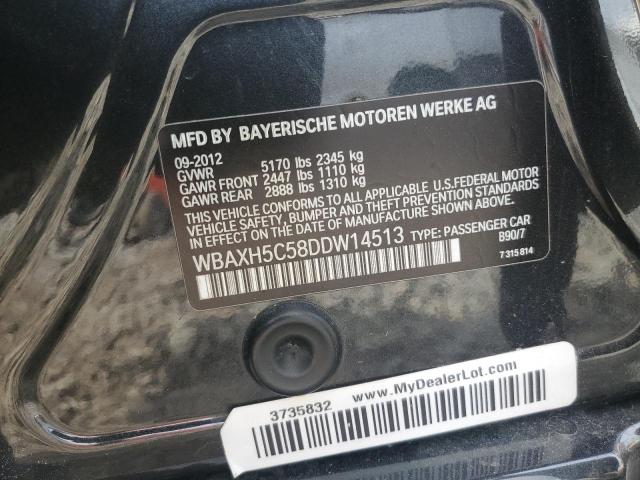 MFD BY BAYERISCHE MOTOREN WERKE AG
09-2012
GVWR 5170 lbs 2345 kg
GAWR FRONT 2447 lbs 1110 kg
GAWR REAR 2888 lbs 1310 kg
THIS VEHICLE CONFORMS TO ALL APPLICABLE U.S.FEDERAL MOTOR
VEHICLE SAFETY, BUMPER AND THEFT PREVENTION STANDARDS
IN EFFECT ON THE DATE OF MANUFACTURE SHOWN ABOVE.
WBAXH5C58DDW14513 TYPE: PASSENGER CAR
B90/7
7 315 814
3735832 www.MyDealerLot.com